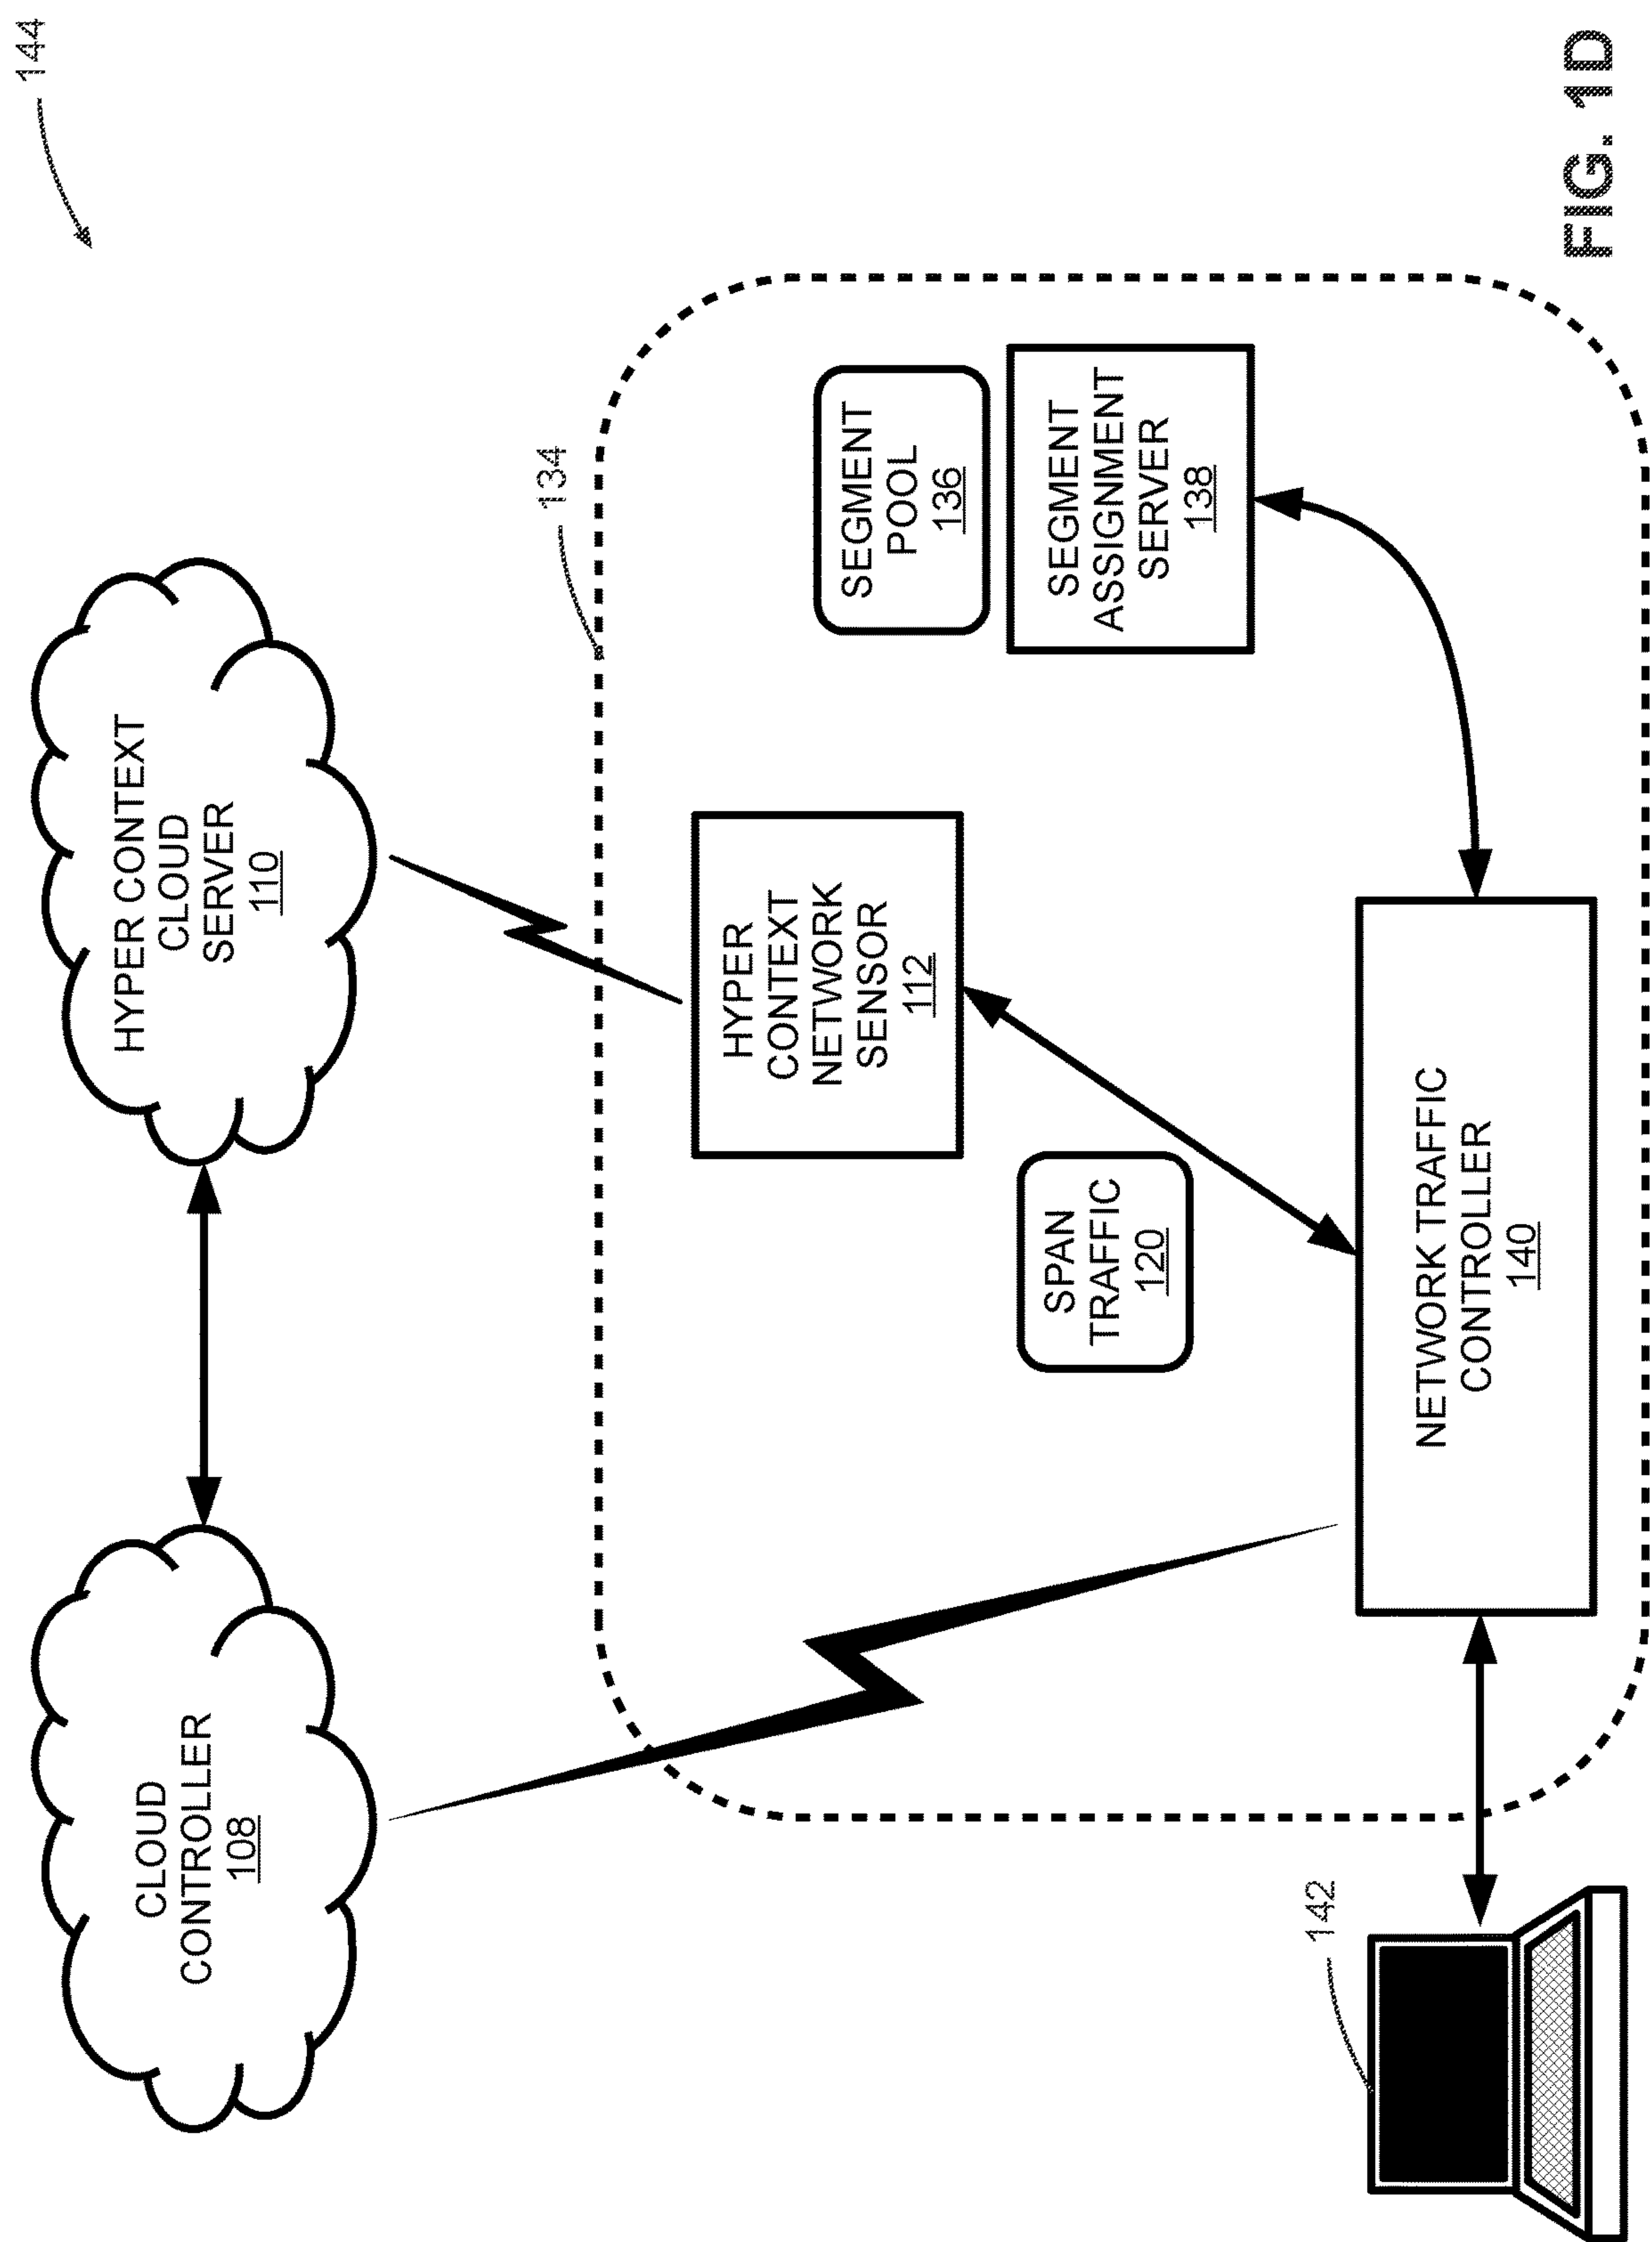 144
CLOUD
CONTROLLER
108
HYPER CONTEXT
CLOUD
SERVER
110
134
HYPER
CONTEXT
NETWORK
SENSOR
112
SEGMENT
POOL
136
SEGMENT
ASSIGNMENT
SERVER
138
SPAN
TRAFFIC
120
142
NETWORK TRAFFIC
CONTROLLER
140
FIG. 1D